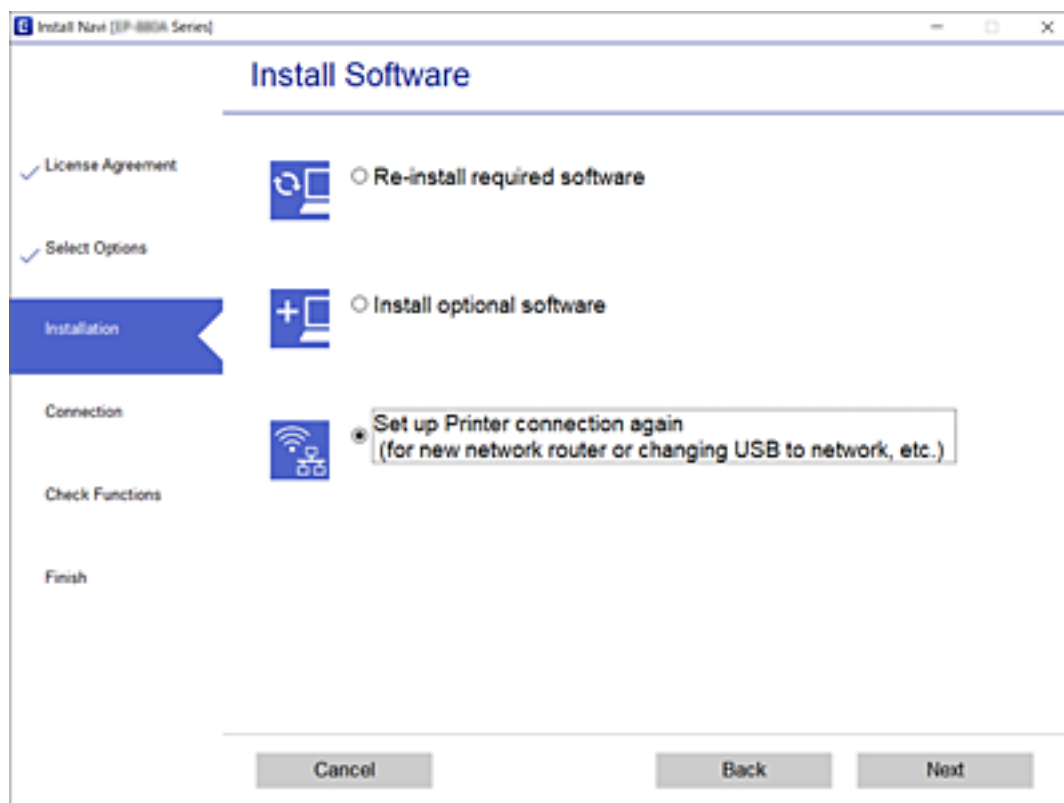 Install Navi [ Series]
Install Software
License Agreement
Select Options
Installation
Connection
Check Functions
Finish
Re-install required software
Install optional software
Set up Printer connection again
(for new network router or changing USB to network, etc.)
Cancel
Back
Next